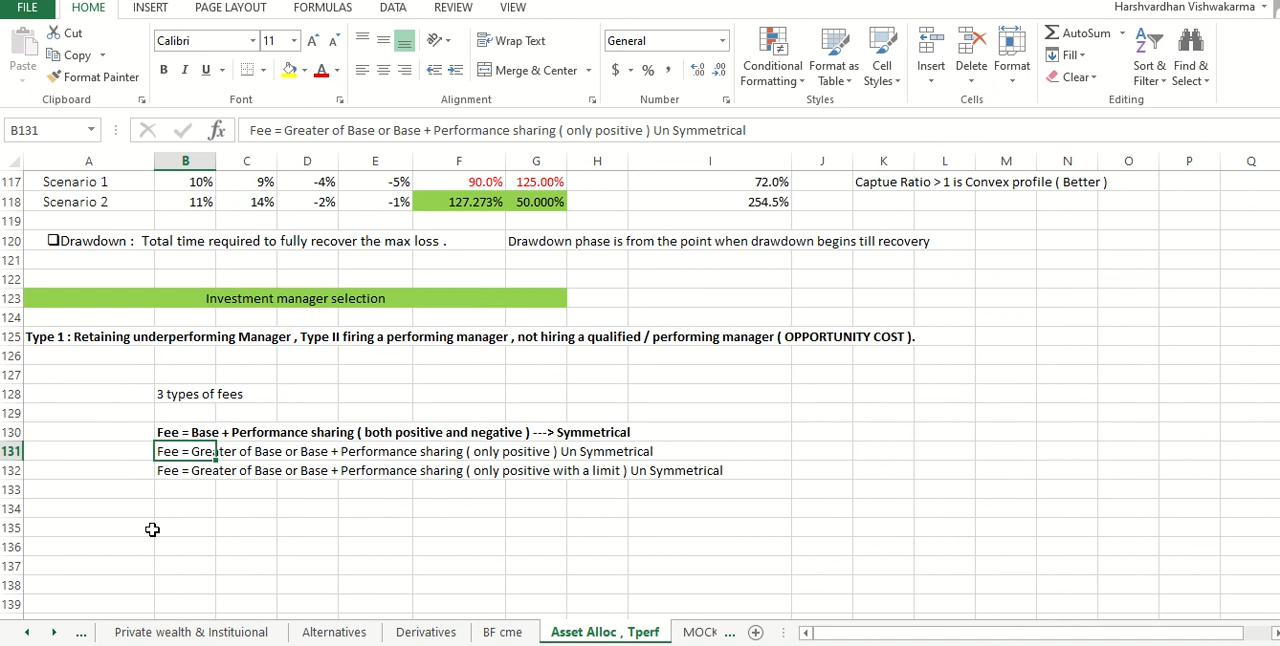 Harshvardhan Vishwakarma
FILE HOME INSERT PAGE LAYOUT FORMULAS DATA REVIEW VIEW
Paste Cut Copy Format Painter Clipboard
Calibri 11 B I U A Font
Wrap Text Merge & Center Alignment
General $ % , Number
Conditional Formatting Format as Table Cell Styles Styles
Insert Delete Format Cells
AutoSum Fill Clear Sort & Filter Find & Select Editing
B131 fx Fee = Greater of Base or Base + Performance sharing ( only positive ) Un Symmetrical
A B C D E F G H I J K L M N O P Q
117 Scenario 1 10% 9% -4% -5% 90.0% 125.00% 72.0% Captue Ratio > 1 is Convex profile ( Better )
118 Scenario 2 11% 14% -2% -1% 127.273% 50.000% 254.5%
119
120 Drawdown : Total time required to fully recover the max loss . Drawdown phase is from the point when drawdown begins till recovery
121
122
123 Investment manager selection
124
125 Type 1 : Retaining underperforming Manager , Type II firing a performing manager , not hiring a qualified / performing manager ( OPPORTUNITY COST ).
126
127
128 3 types of fees
129
130 Fee = Base + Performance sharing ( both positive and negative ) ---> Symmetrical
131 Fee = Greater of Base or Base + Performance sharing ( only positive ) Un Symmetrical
132 Fee = Greater of Base or Base + Performance sharing ( only positive with a limit ) Un Symmetrical
133
134
135
136
137
138
139
... Private wealth & Instituional Alternatives Derivatives BF cme Asset Alloc , Tperf MOCK ...